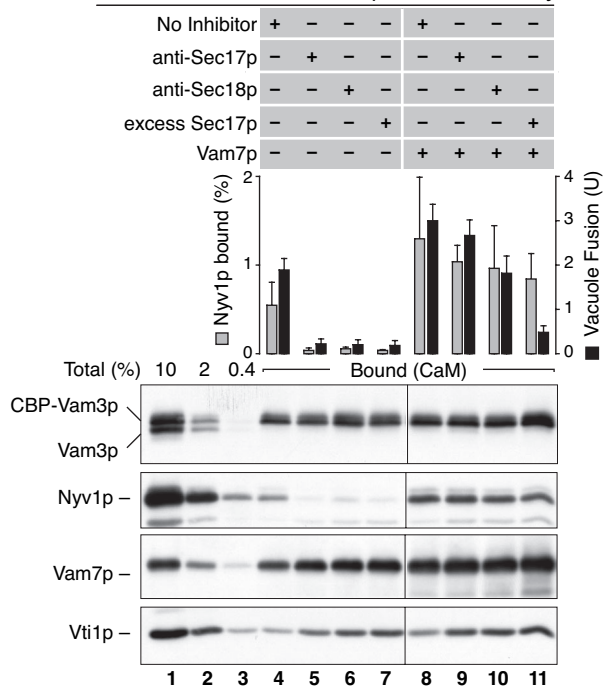 No Inhibitor + − − − + − − −
anti-Sec17p − + − − − + − −
anti-Sec18p − − + − − − + −
excess Sec17p − − − + − − − +
Vam7p − − − − + + + +
Nyv1p bound (%)
2
1
0
4
3
2
1
0
Vacuole Fusion (U)
Total (%) 10 2 0.4 Bound (CaM)
CBP-Vam3p
Vam3p
Nyv1p –
Vam7p –
Vti1p –
1 2 3 4 5 6 7 8 9 10 11